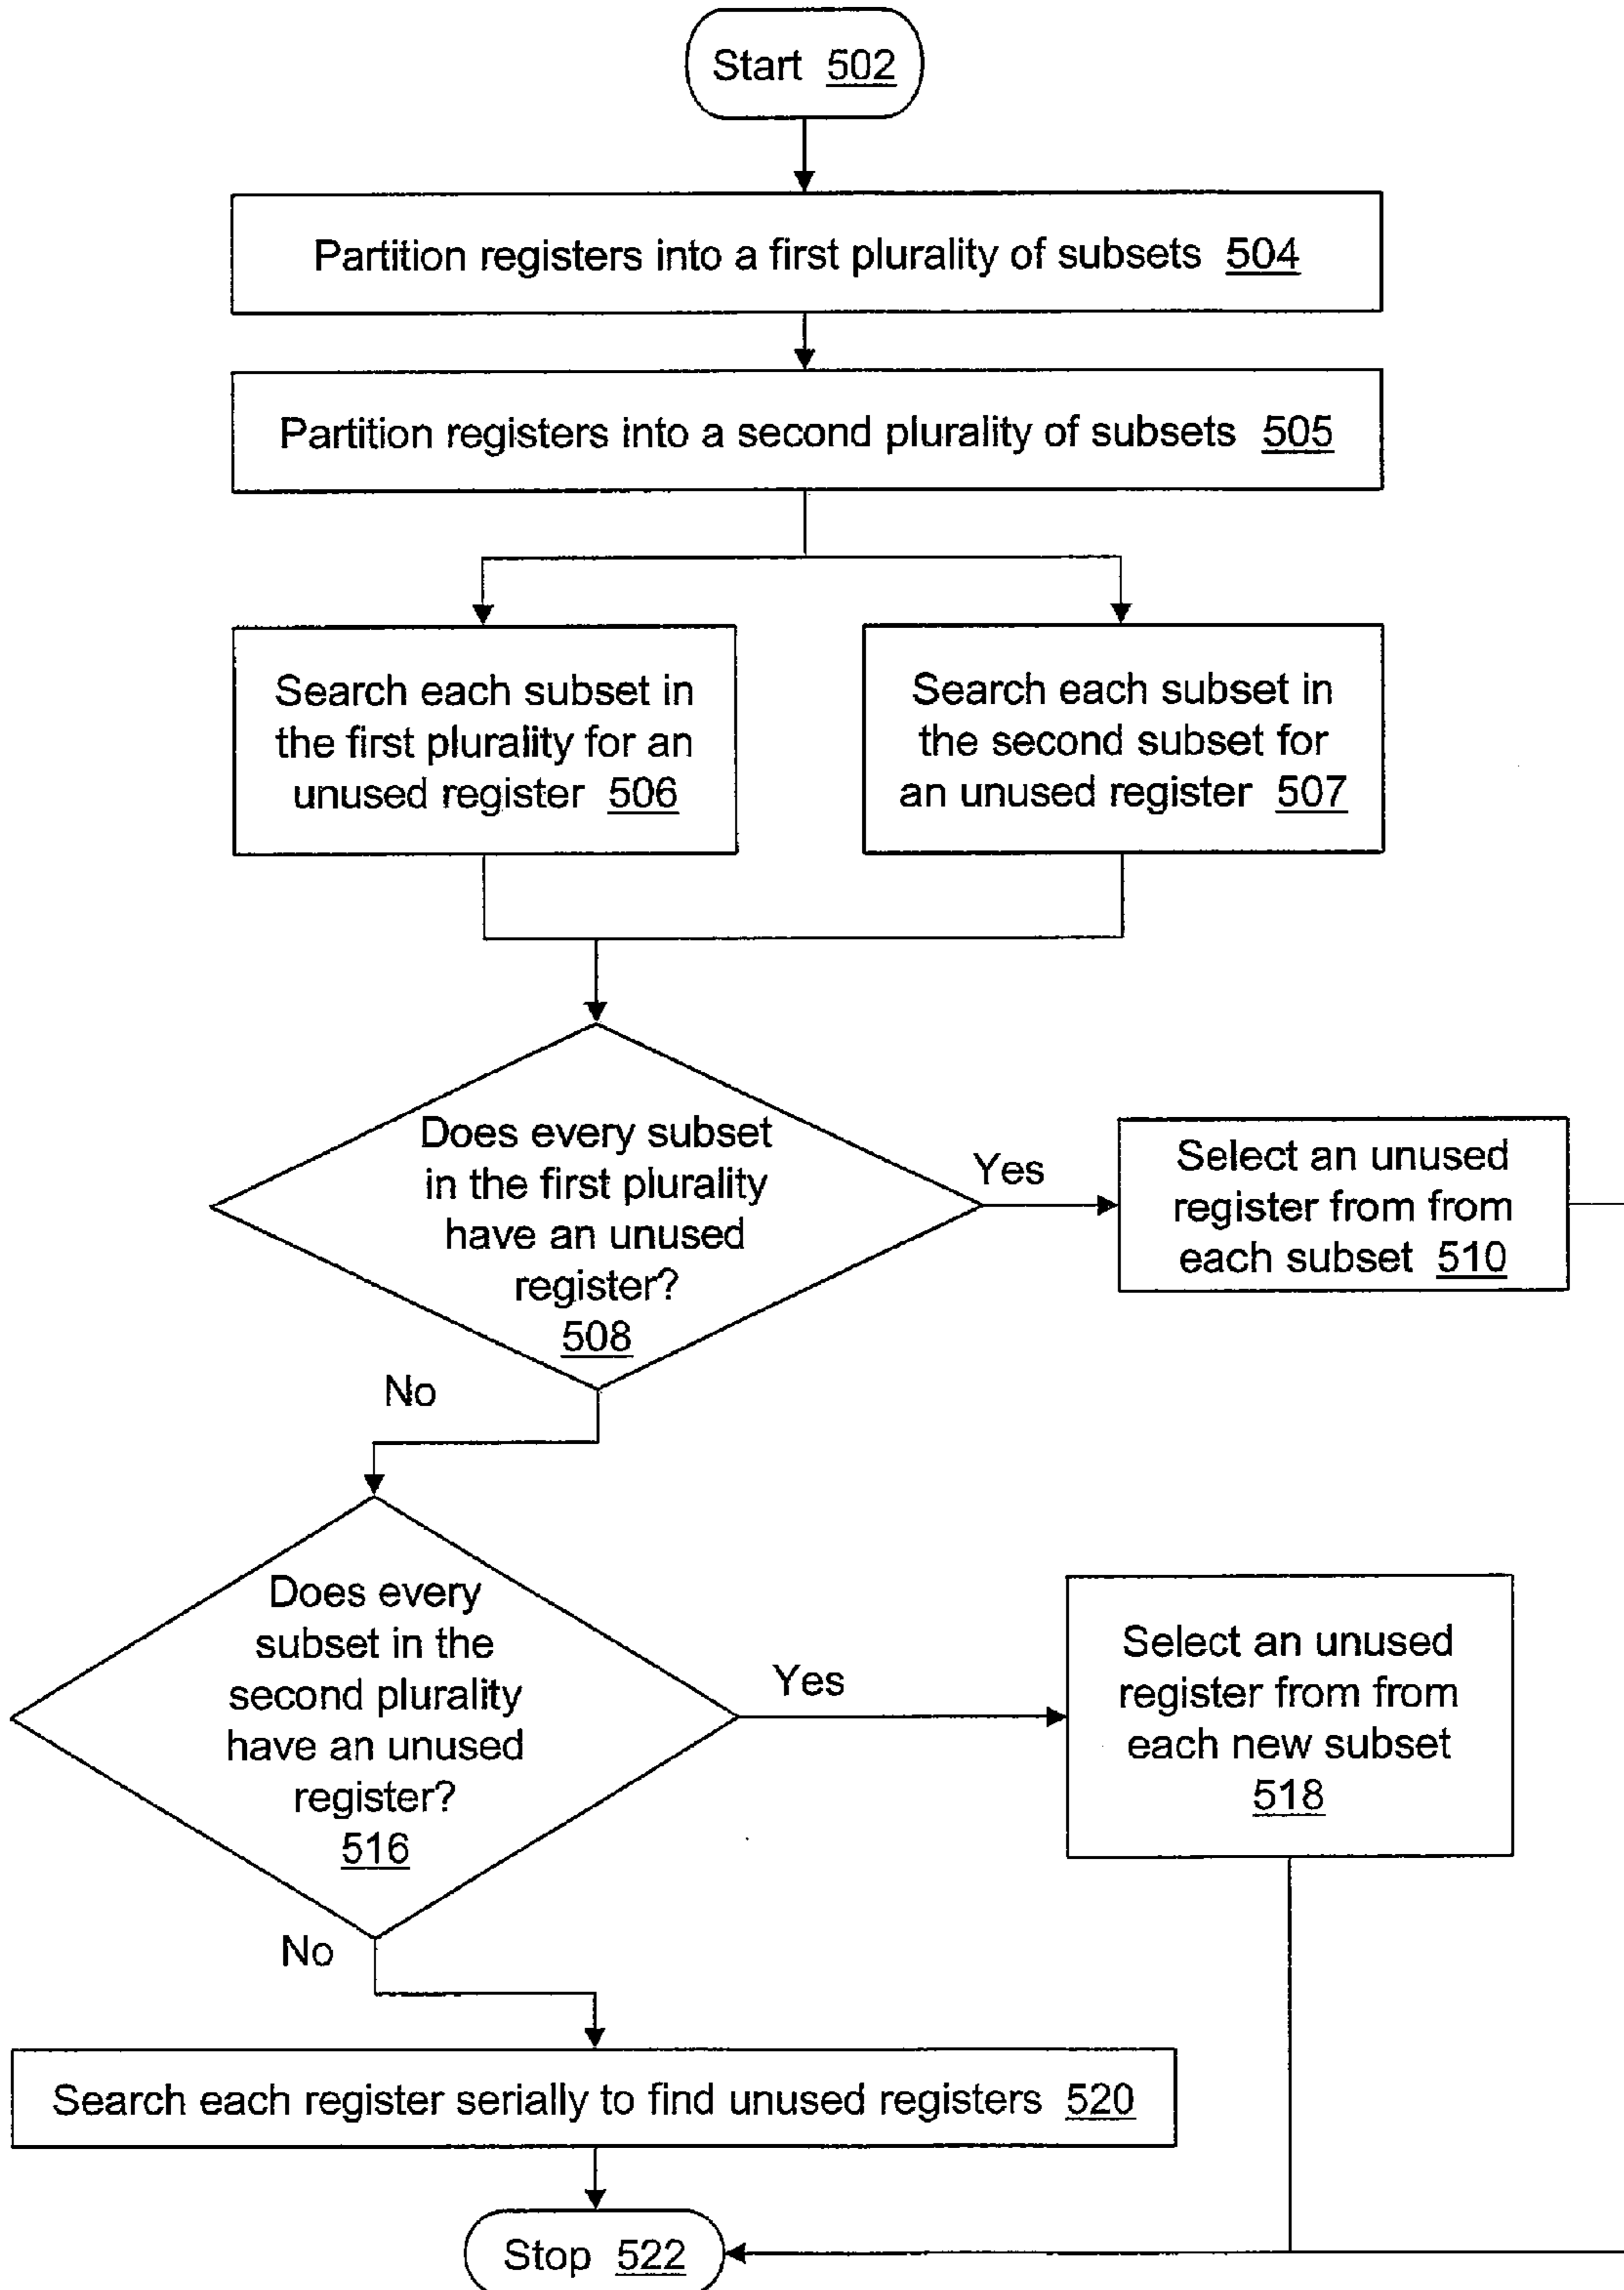 Start 502
Partition registers into a first plurality of subsets 504
Partition registers into a second plurality of subsets 505
Search each subset in
the first plurality for an
unused register 506
Search each subset in
the second subset for
an unused register 507
Does every subset
in the first plurality
have an unused
register?
508
Yes
Select an unused
register from from
each subset 510
No
Does every
subset in the
second plurality
have an unused
register?
516
Yes
Select an unused
register from from
each new subset
518
No
Search each register serially to find unused registers 520
Stop 522